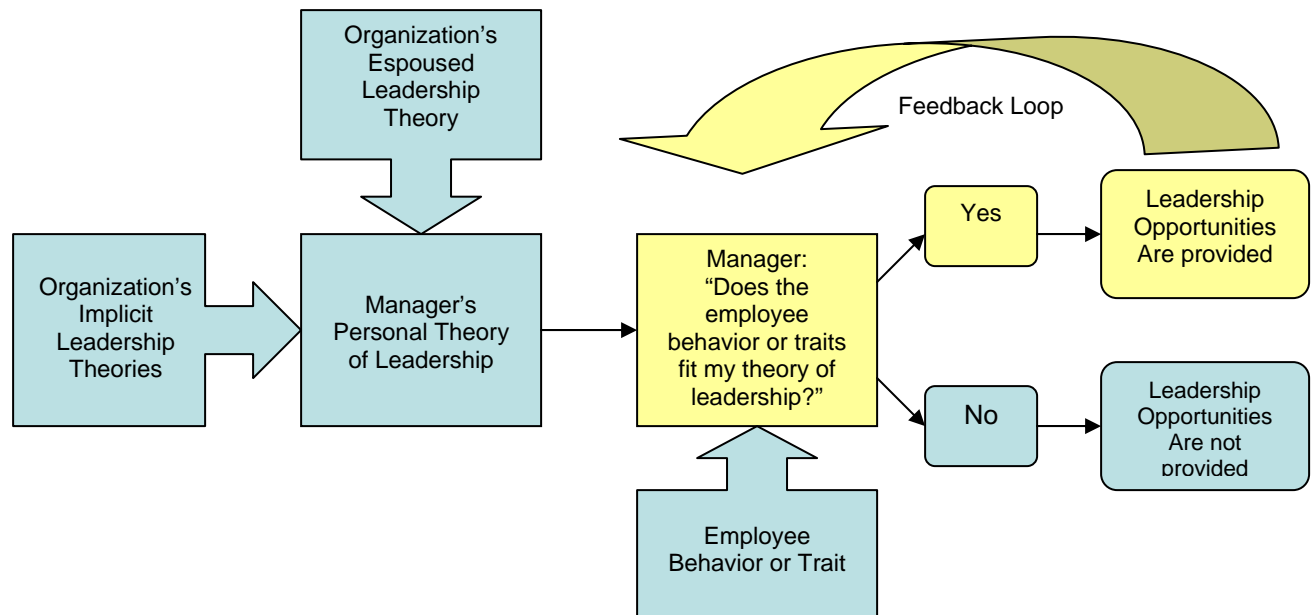 Organization’s
Espoused
Leadership
Theory
Feedback Loop
Organization’s
Implicit
Leadership
Theories
Manager’s
Personal Theory
of Leadership
Manager:
“Does the
employee
behavior or traits
fit my theory of
leadership?”
Yes
Leadership
Opportunities
Are provided
No
Leadership
Opportunities
Are not
provided
Employee
Behavior or Trait